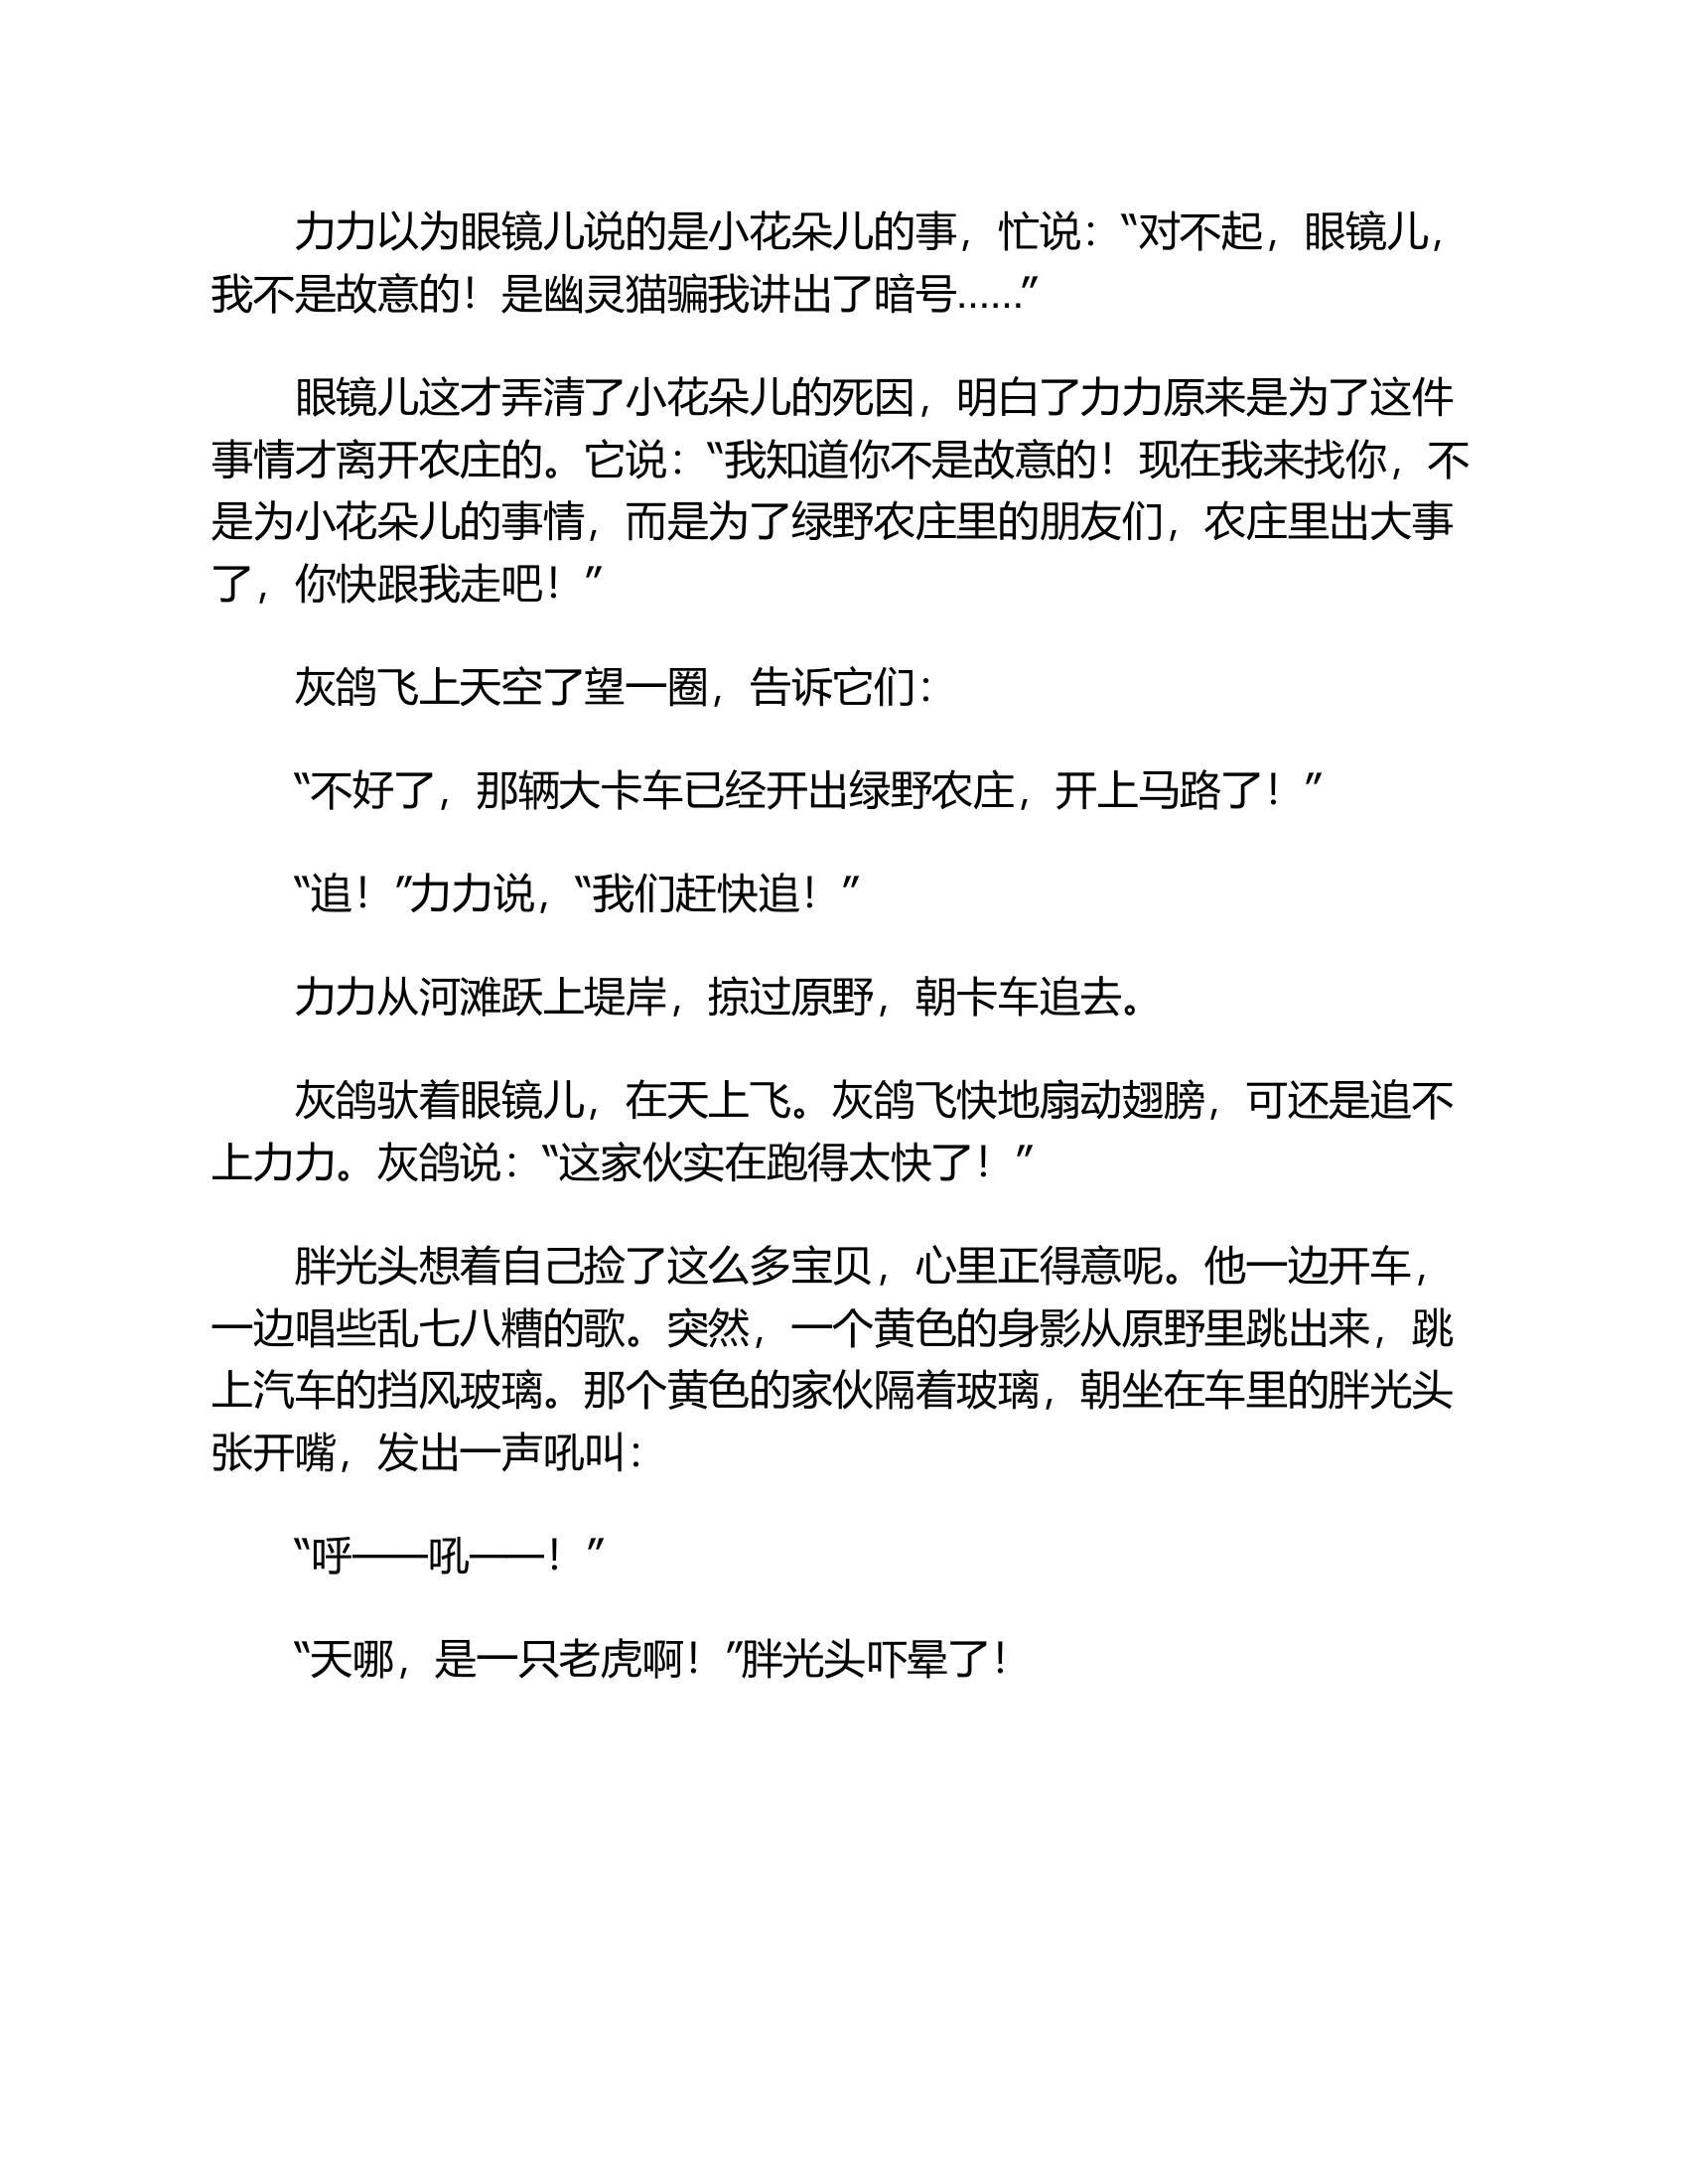 力力以为眼镜儿说的是小花朵儿的事，忙说：“对不起，眼镜儿，
我不是故意的！是幽灵猫骗我讲出了暗号……”
眼镜儿这才弄清了小花朵儿的死因，明白了力力原来是为了这件
事情才离开农庄的。它说：“我知道你不是故意的！现在我来找你，不
是为小花朵儿的事情，而是为了绿野农庄里的朋友们，农庄里出大事
了，你快跟我走吧！”
灰鸽飞上天空了望一圈，告诉它们：
“不好了，那辆大卡车已经开出绿野农庄，开上马路了！”
“追！”力力说，“我们赶快追！”
力力从河滩跃上堤岸，掠过原野，朝卡车追去。
灰鸽驮着眼镜儿，在天上飞。灰鸽飞快地扇动翅膀，可还是追不
上力力。灰鸽说：“这家伙实在跑得太快了！”
胖光头想着自己捡了这么多宝贝，心里正得意呢。他一边开车，
一边唱些乱七八糟的歌。突然，一个黄色的身影从原野里跳出来，跳
上汽车的挡风玻璃。那个黄色的家伙隔着玻璃，朝坐在车里的胖光头
张开嘴，发出一声吼叫：
“呼——吼——！”
“天哪，是一只老虎啊！”胖光头吓晕了！